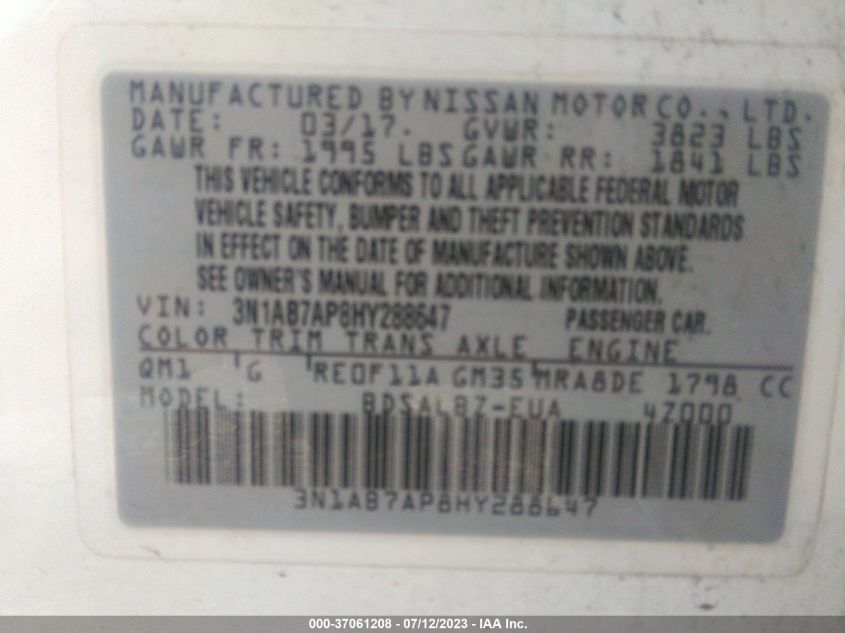 MANUFACTURED BY NISSAN MOTOR CO., LTD.
DATE: 03/17. GVWR: 3823 LBS
GAWR FR: 1995 LBS GAWR RR: 1841 LBS
THIS VEHICLE CONFORMS TO ALL APPLICABLE FEDERAL MOTOR
VEHICLE SAFETY, BUMPER AND THEFT PREVENTION STANDARDS
IN EFFECT ON THE DATE OF MANUFACTURE SHOWN ABOVE.
SEE OWNER'S MANUAL FOR ADDITIONAL INFORMATION.
VIN: 3N1AB7AP8HY288647 PASSENGER CAR.
COLOR TRIM TRANS AXLE ENGINE
QM1 G RE0F11A GM35 MRA8DE 1798 CC
MODEL: BDSALBZ-EUA 4Z000
3N1AB7AP8HY288647
000-37061208 - 07/12/2023 - IAA Inc.